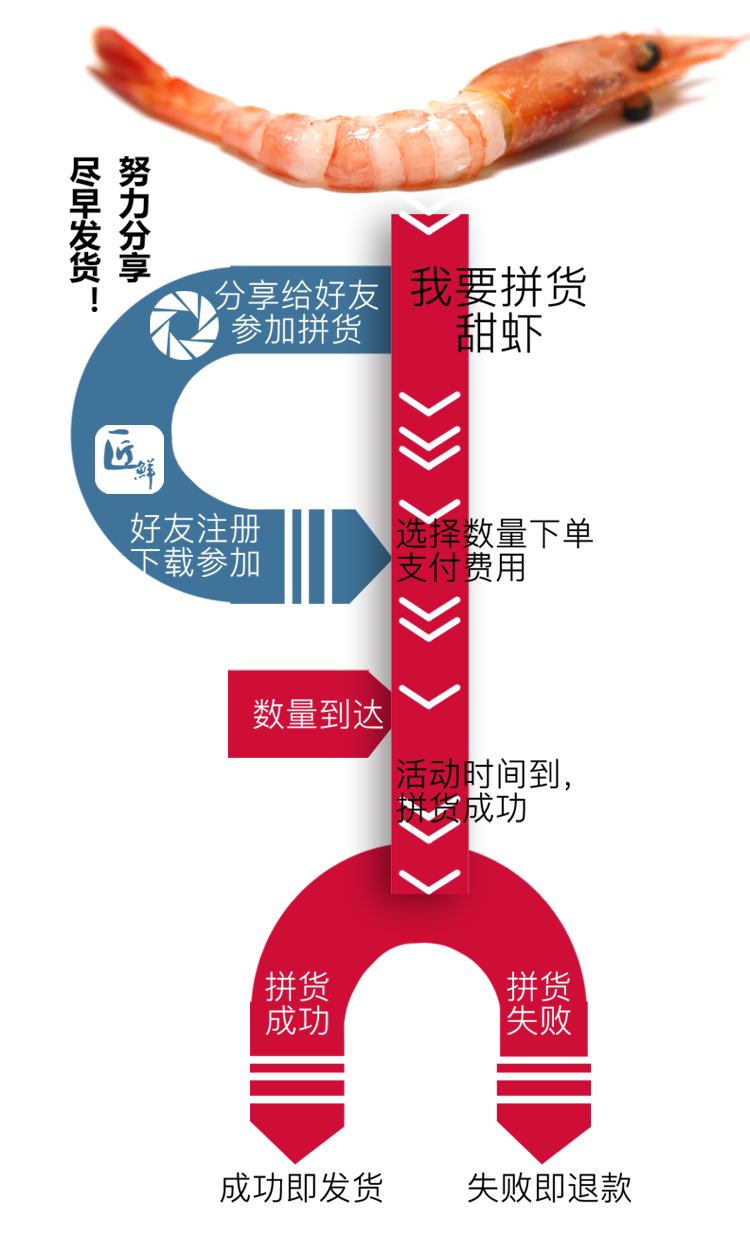 努力分享
尽早发货！
分享给好友
参加拼货
我要拼货
甜虾
匠鲜
好友注册
下载参加
选择数量下单
支付费用
数量到达
活动时间到,
拼货成功
拼货
成功
拼货
失败
成功即发货
失败即退款